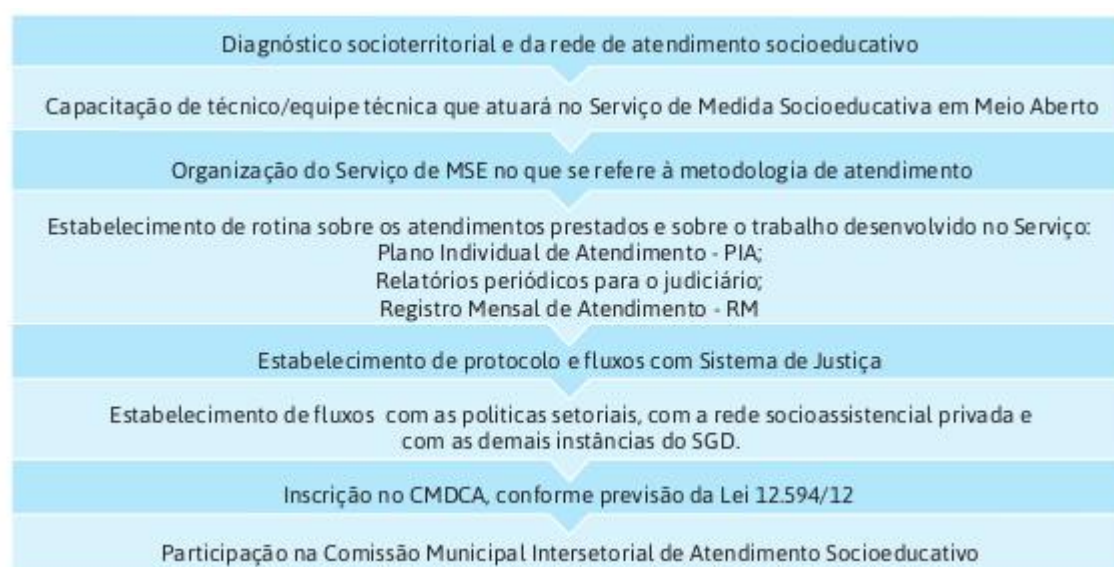 Diagnóstico socioterritorial e da rede de atendimento socioeducativo
Capacitação de técnico/equipe técnica que atuará no Serviço de Medida Socioeducativa em Meio Aberto
Organização do Serviço de MSE no que se refere à metodologia de atendimento
Estabelecimento de rotina sobre os atendimentos prestados e sobre o trabalho desenvolvido no Serviço:
Plano Individual de Atendimento - PIA;
Relatórios periódicos para o judiciário;
Registro Mensal de Atendimento - RM
Estabelecimento de protocolo e fluxos com Sistema de Justiça
Estabelecimento de fluxos com as politicas setoriais, com a rede socioassistencial privada e
com as demais instâncias do SGD.
Inscrição no CMDCA, conforme previsão da Lei 12.594/12
Participação na Comissão Municipal Intersetorial de Atendimento Socioeducativo